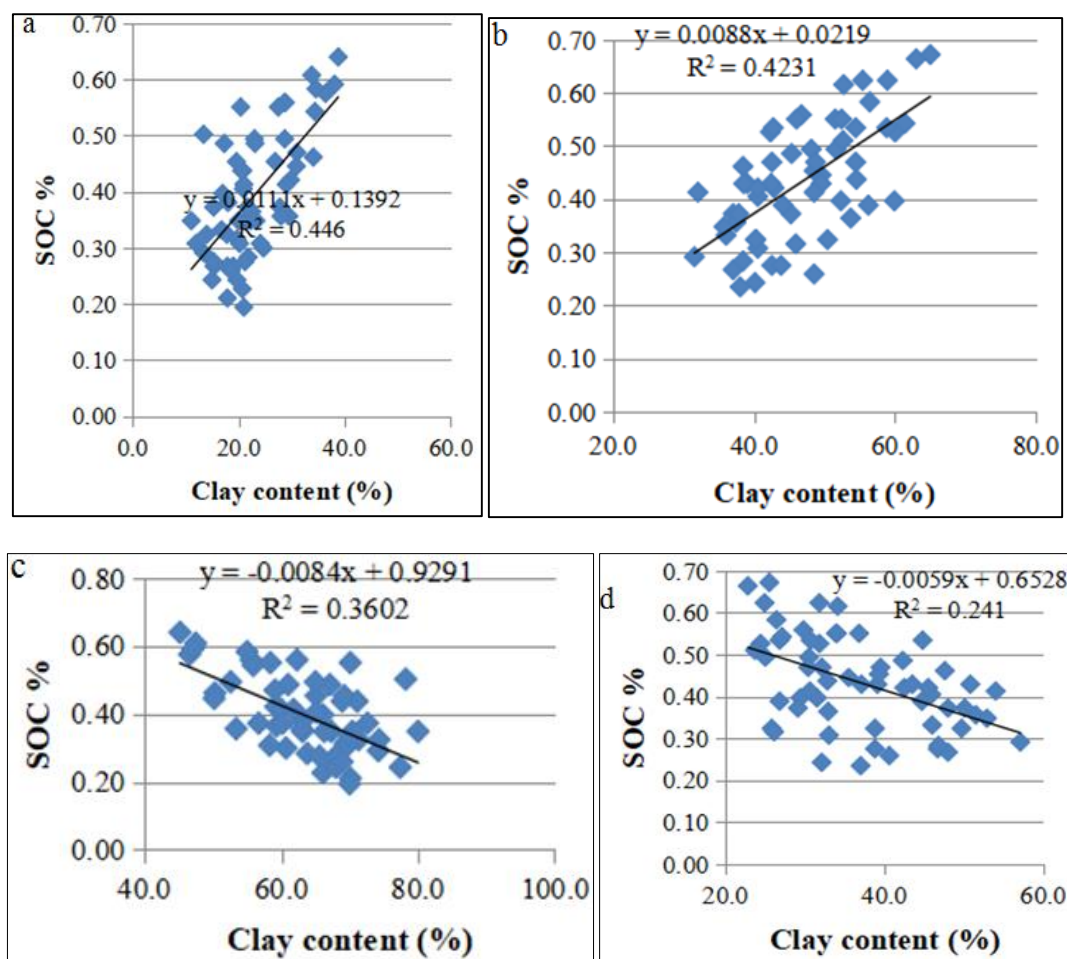 a
0.70
0.60
0.50
0.40
0.30
0.20
0.10
0.00
SOC %
y = 0.0111x + 0.1392
R² = 0.446
0.0 20.0 40.0 60.0
Clay content (%)
b
y = 0.0088x + 0.0219
R² = 0.4231
0.70
0.60
0.50
0.40
0.30
0.20
0.10
0.00
SOC %
20.0 40.0 60.0 80.0
Clay content (%)
c
y = -0.0084x + 0.9291
R² = 0.3602
0.80
0.60
0.40
0.20
0.00
SOC %
40.0 60.0 80.0 100.0
Clay content (%)
d
y = -0.0059x + 0.6528
R² = 0.241
0.70
0.60
0.50
0.40
0.30
0.20
0.10
0.00
SOC %
20.0 40.0 60.0
Clay content (%)